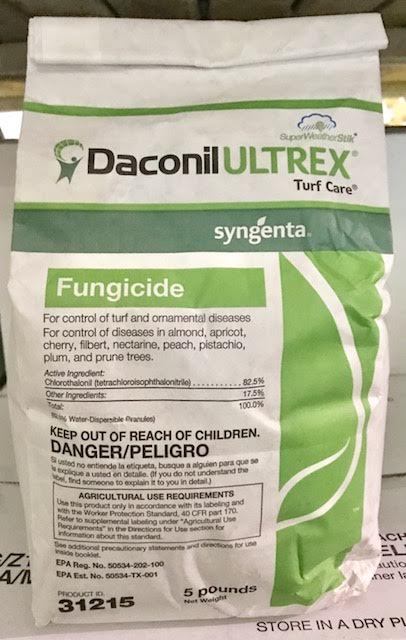 SuperWeatherStik®
Daconil ULTREX®
Turf Care®
syngenta.
Fungicide
For control of turf and ornamental diseases
For control of diseases in almond, apricot,
cherry, filbert, nectarine, peach, pistachio,
plum, and prune trees.
Active Ingredient:
Chlorothalonil (tetrachloroisophthalonitrile) ............ 82.5%
Other Ingredients: 17.5%
Total: 100.0%
Water-Dispersible Granules)
KEEP OUT OF REACH OF CHILDREN.
DANGER/PELIGRO
Si usted no entiende la etiqueta, busque a alguien para que se
la explique a usted en detalle. (If you do not understand the
label, find someone to explain it to you in detail.)
AGRICULTURAL USE REQUIREMENTS
Use this product only in accordance with its labeling and
with the Worker Protection Standard, 40 CFR part 170.
Refer to supplemental labeling under "Agricultural Use
Requirements" in the Directions for Use section for
information about this standard.
See additional precautionary statements and directions for use
inside booklet.
EPA Reg. No. 50534-202-100
EPA Est. No. 50534-TX-001
PRODUCT ID.
31215
5 pounds
Net Weight
STORE IN A DRY